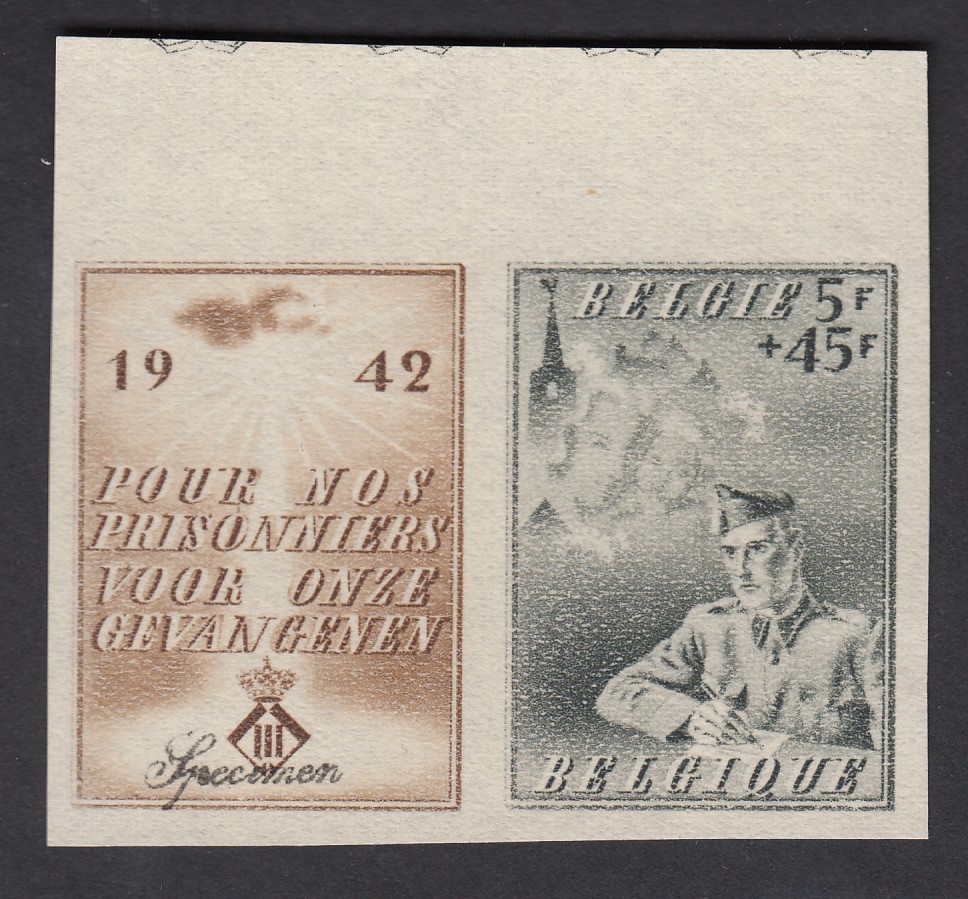 19 42
POUR NOS
PRISONNIERS
VOOR ONZE
GEVANGENEN
Specimen
BELGIE 5F
+45F
BELGIQUE